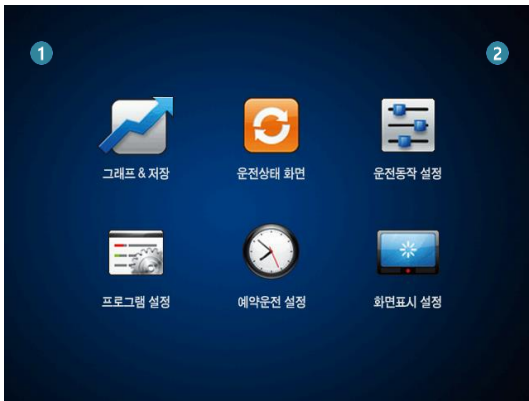 1
2
그래프 & 저장
운전상태 화면
운전동작 설정
프로그램 설정
예약운전 설정
화면표시 설정